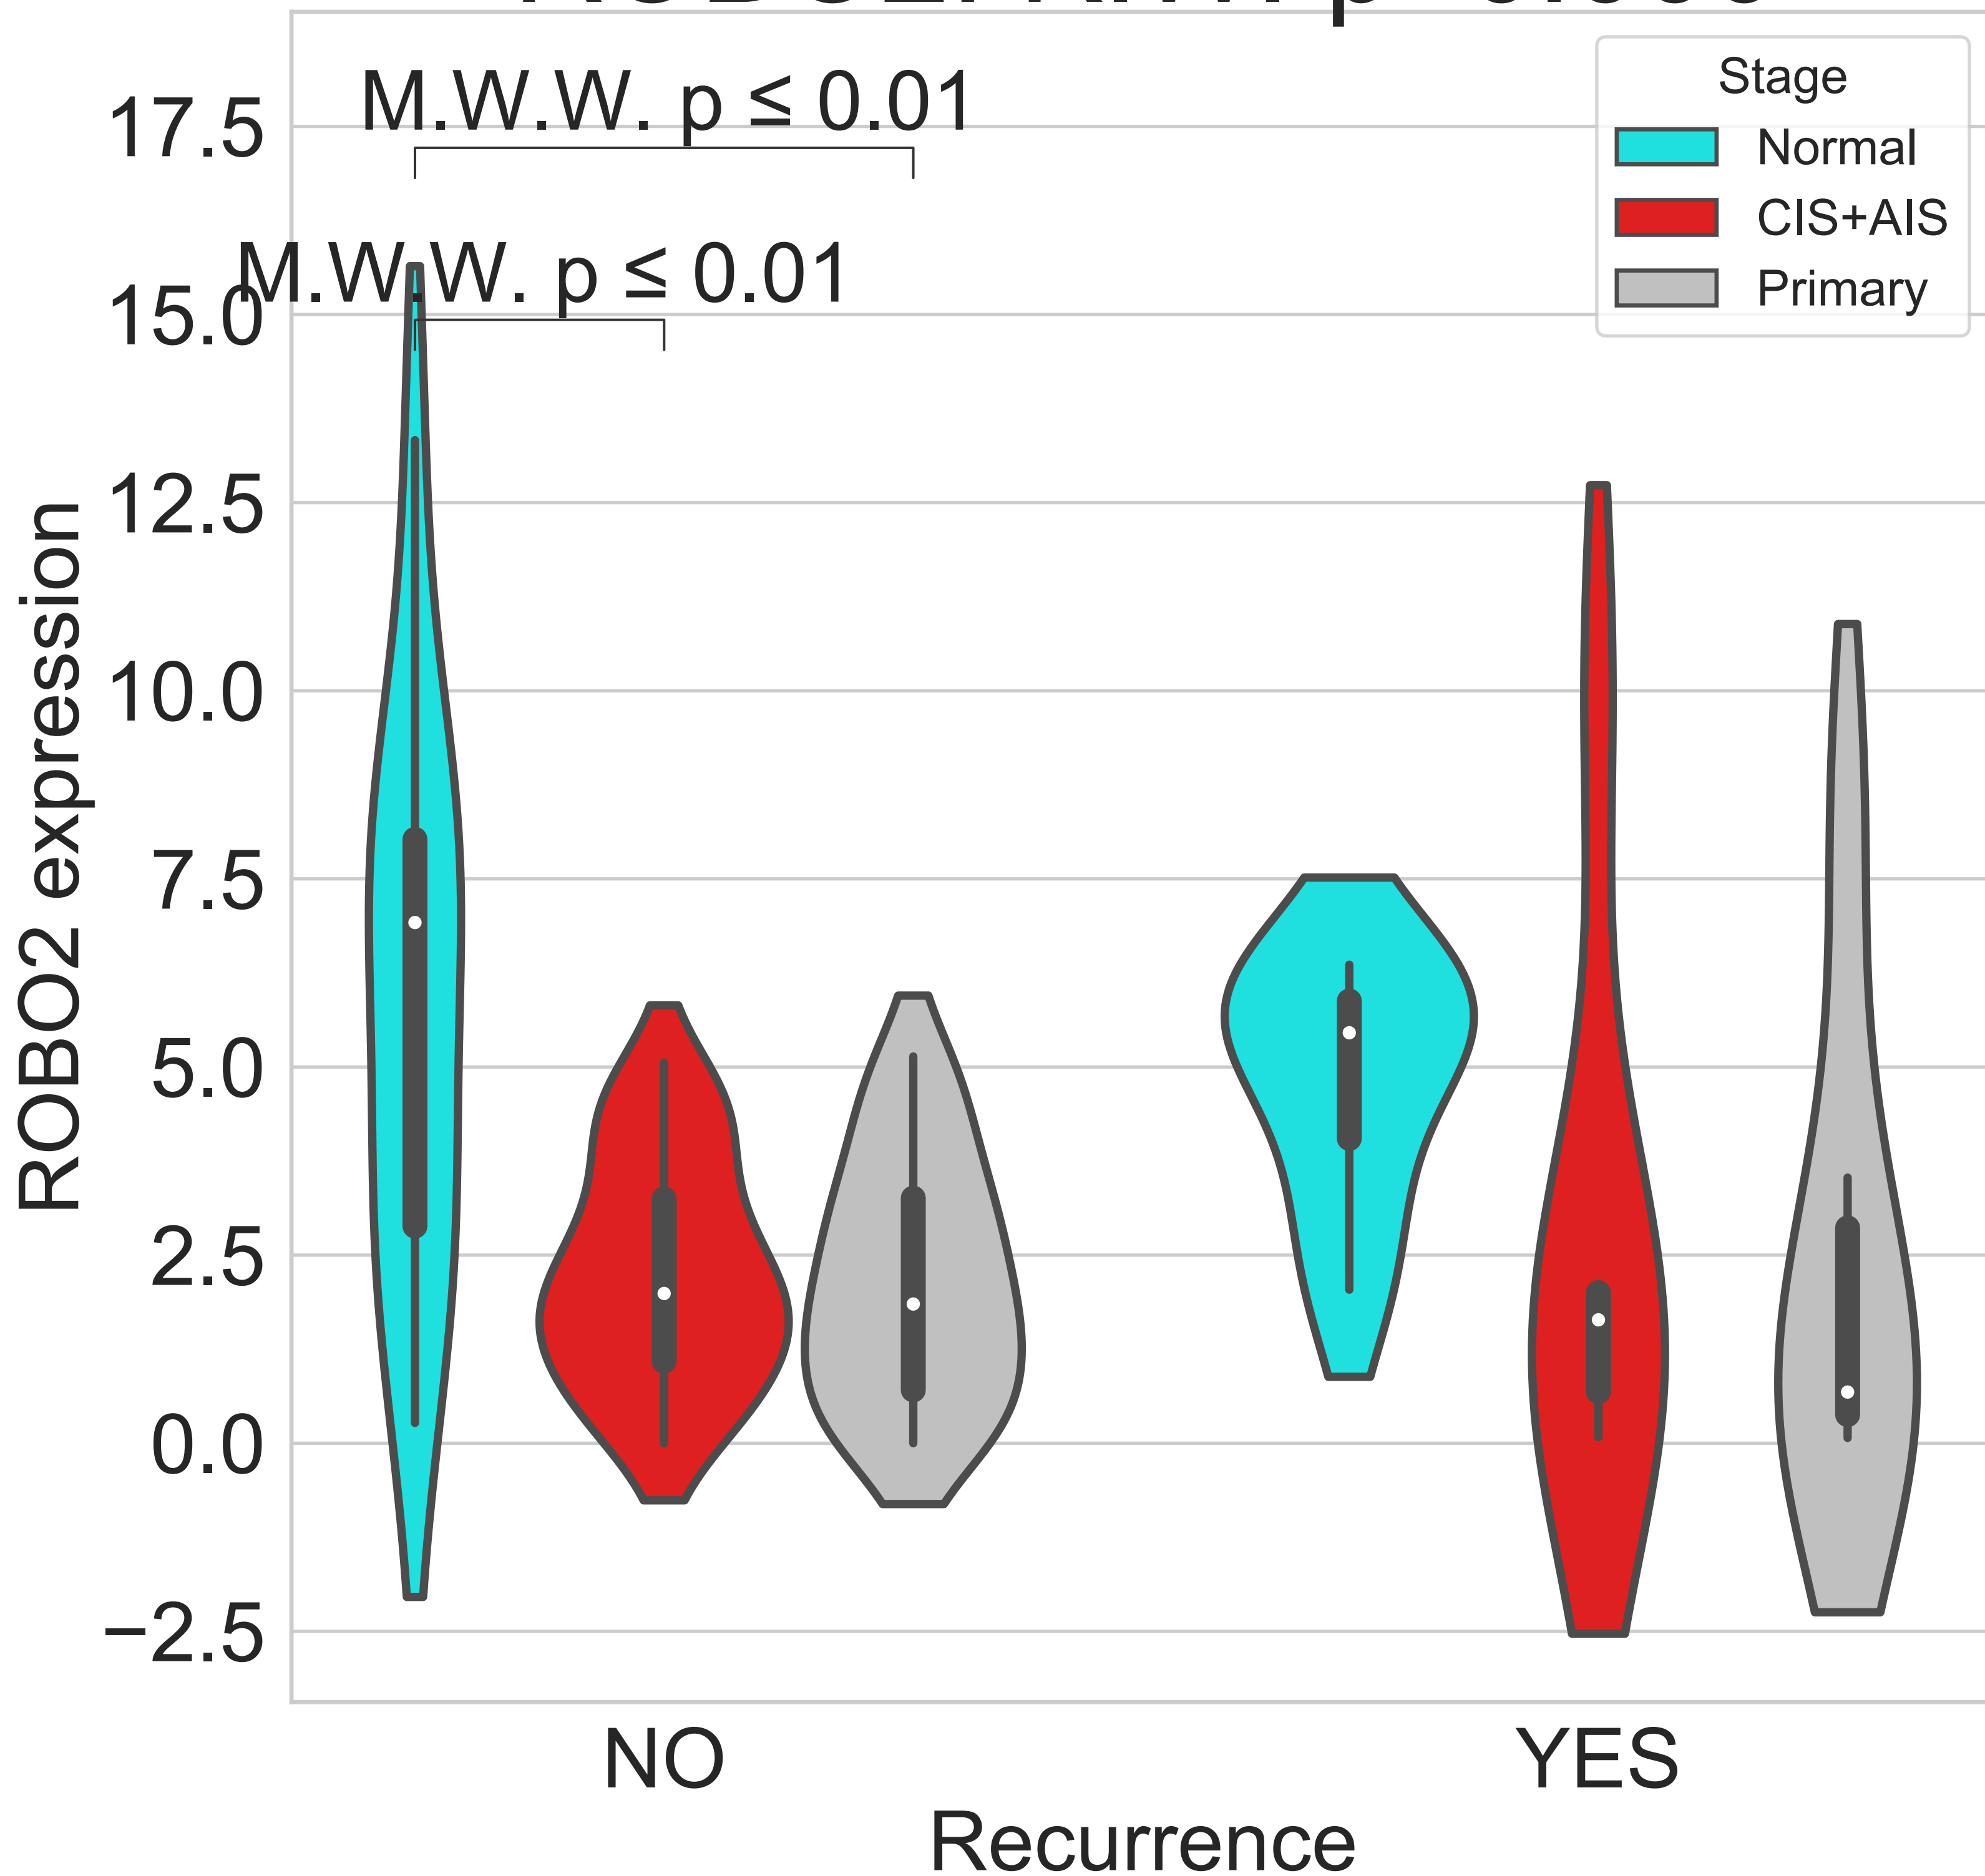 M.W.W. p ≤ 0.01
M.W.W. p ≤ 0.01
Stage
Normal
CIS+AIS
Primary
17.5
15.0
12.5
10.0
7.5
5.0
2.5
0.0
−2.5
ROBO2 expression
NO
YES
Recurrence